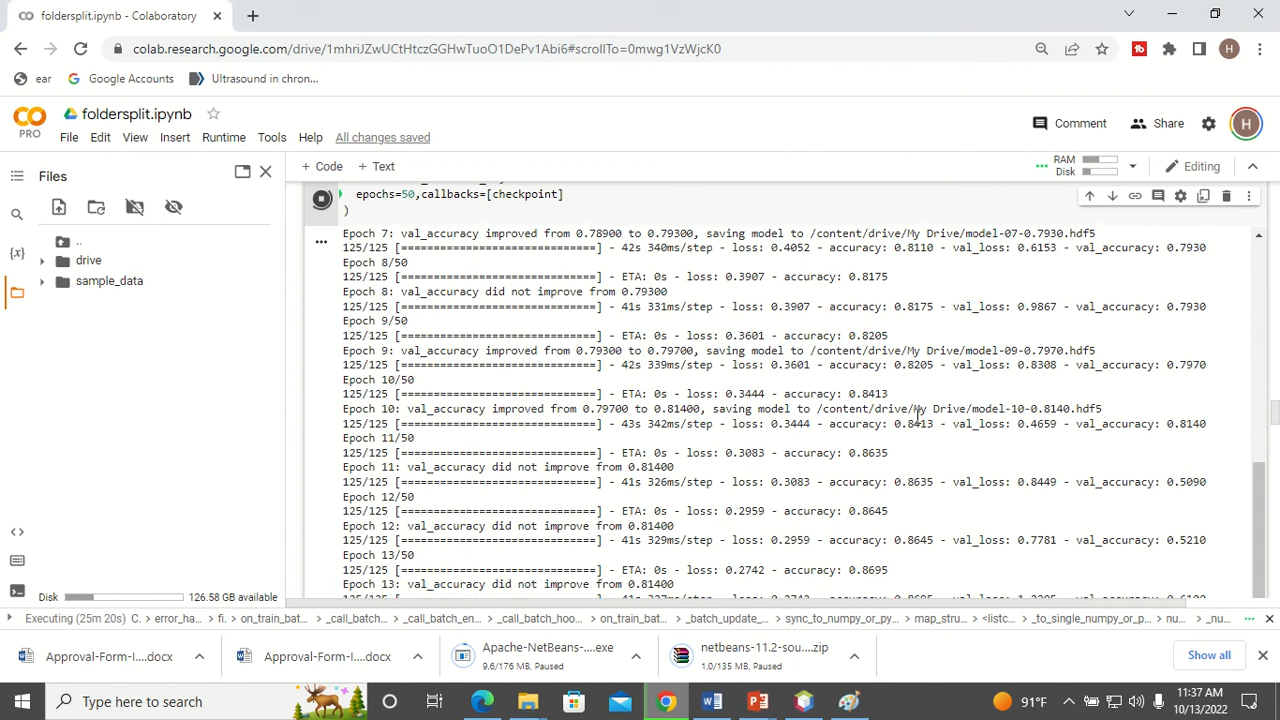 foldersplit.ipynb - Colaboratory
colab.research.google.com/drive/1mhriJZwUCtHtczGGHwTuoO1DePv1Abi6#scrollTo=0mwg1VzWjcK0
H
ear
Google Accounts
Ultrasound in chron...
CO
PRO
foldersplit.ipynb
File Edit View Insert Runtime Tools Help All changes saved
Comment
Share
H
Files
+ Code + Text
RAM
Disk
Editing
..
drive
sample_data
epochs=50,callbacks=[checkpoint]
)
Epoch 7: val_accuracy improved from 0.78900 to 0.79300, saving model to /content/drive/My Drive/model-07-0.7930.hdf5
125/125 [==============================] - 42s 340ms/step - loss: 0.4052 - accuracy: 0.8110 - val_loss: 0.6153 - val_accuracy: 0.7930
Epoch 8/50
125/125 [==============================] - ETA: 0s - loss: 0.3907 - accuracy: 0.8175
Epoch 8: val_accuracy did not improve from 0.79300
125/125 [==============================] - 41s 331ms/step - loss: 0.3907 - accuracy: 0.8175 - val_loss: 0.9867 - val_accuracy: 0.7930
Epoch 9/50
125/125 [==============================] - ETA: 0s - loss: 0.3601 - accuracy: 0.8205
Epoch 9: val_accuracy improved from 0.79300 to 0.79700, saving model to /content/drive/My Drive/model-09-0.7970.hdf5
125/125 [==============================] - 42s 339ms/step - loss: 0.3601 - accuracy: 0.8205 - val_loss: 0.8308 - val_accuracy: 0.7970
Epoch 10/50
125/125 [==============================] - ETA: 0s - loss: 0.3444 - accuracy: 0.8413
Epoch 10: val_accuracy improved from 0.79700 to 0.81400, saving model to /content/drive/My Drive/model-10-0.8140.hdf5
125/125 [==============================] - 43s 342ms/step - loss: 0.3444 - accuracy: 0.8413 - val_loss: 0.4659 - val_accuracy: 0.8140
Epoch 11/50
125/125 [==============================] - ETA: 0s - loss: 0.3083 - accuracy: 0.8635
Epoch 11: val_accuracy did not improve from 0.81400
125/125 [==============================] - 41s 326ms/step - loss: 0.3083 - accuracy: 0.8635 - val_loss: 0.8449 - val_accuracy: 0.5090
Epoch 12/50
125/125 [==============================] - ETA: 0s - loss: 0.2959 - accuracy: 0.8645
Epoch 12: val_accuracy did not improve from 0.81400
125/125 [==============================] - 41s 329ms/step - loss: 0.2959 - accuracy: 0.8645 - val_loss: 0.7781 - val_accuracy: 0.5210
Epoch 13/50
125/125 [==============================] - ETA: 0s - loss: 0.2742 - accuracy: 0.8695
Epoch 13: val_accuracy did not improve from 0.81400
Disk
126.58 GB available
Executing (25m 20s) C. error_ha... fi. on_train_bat... _call_batch... _call_batch_en... _call_batch_hoo... on_train_bat... _batch_update_... sync_to_numpy_or_py... map_stru... <listc... _to_single_numpy_or_p... nu... _nu...
Approval-Form-I....docx
Approval-Form-I....docx
Apache-NetBeans-....exe
9.6/176 MB, Paused
netbeans-11.2-sou....zip
1.0/135 MB, Paused
Show all
Type here to search
91°F
11:37 AM
10/13/2022